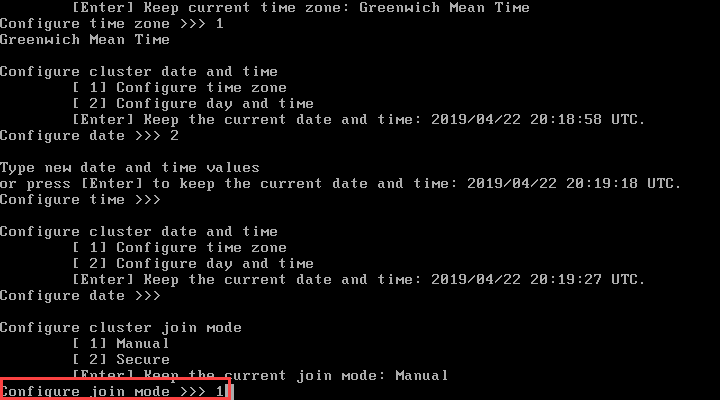 [Enter] Keep current time zone: Greenwich Mean Time
Configure time zone >>> 1
Greenwich Mean Time
Configure cluster date and time
[ 1] Configure time zone
[ 2] Configure day and time
[Enter] Keep the current date and time: 2019/04/22 20:18:58 UTC.
Configure date >>> 2
Type new date and time values
or press [Enter] to keep the current date and time: 2019/04/22 20:19:18 UTC.
Configure time >>>
Configure cluster date and time
[ 1] Configure time zone
[ 2] Configure day and time
[Enter] Keep the current date and time: 2019/04/22 20:19:27 UTC.
Configure date >>>
Configure cluster join mode
[ 1] Manual
[ 2] Secure
[Enter] Keep the current join mode: Manual
Configure join mode >>> 1